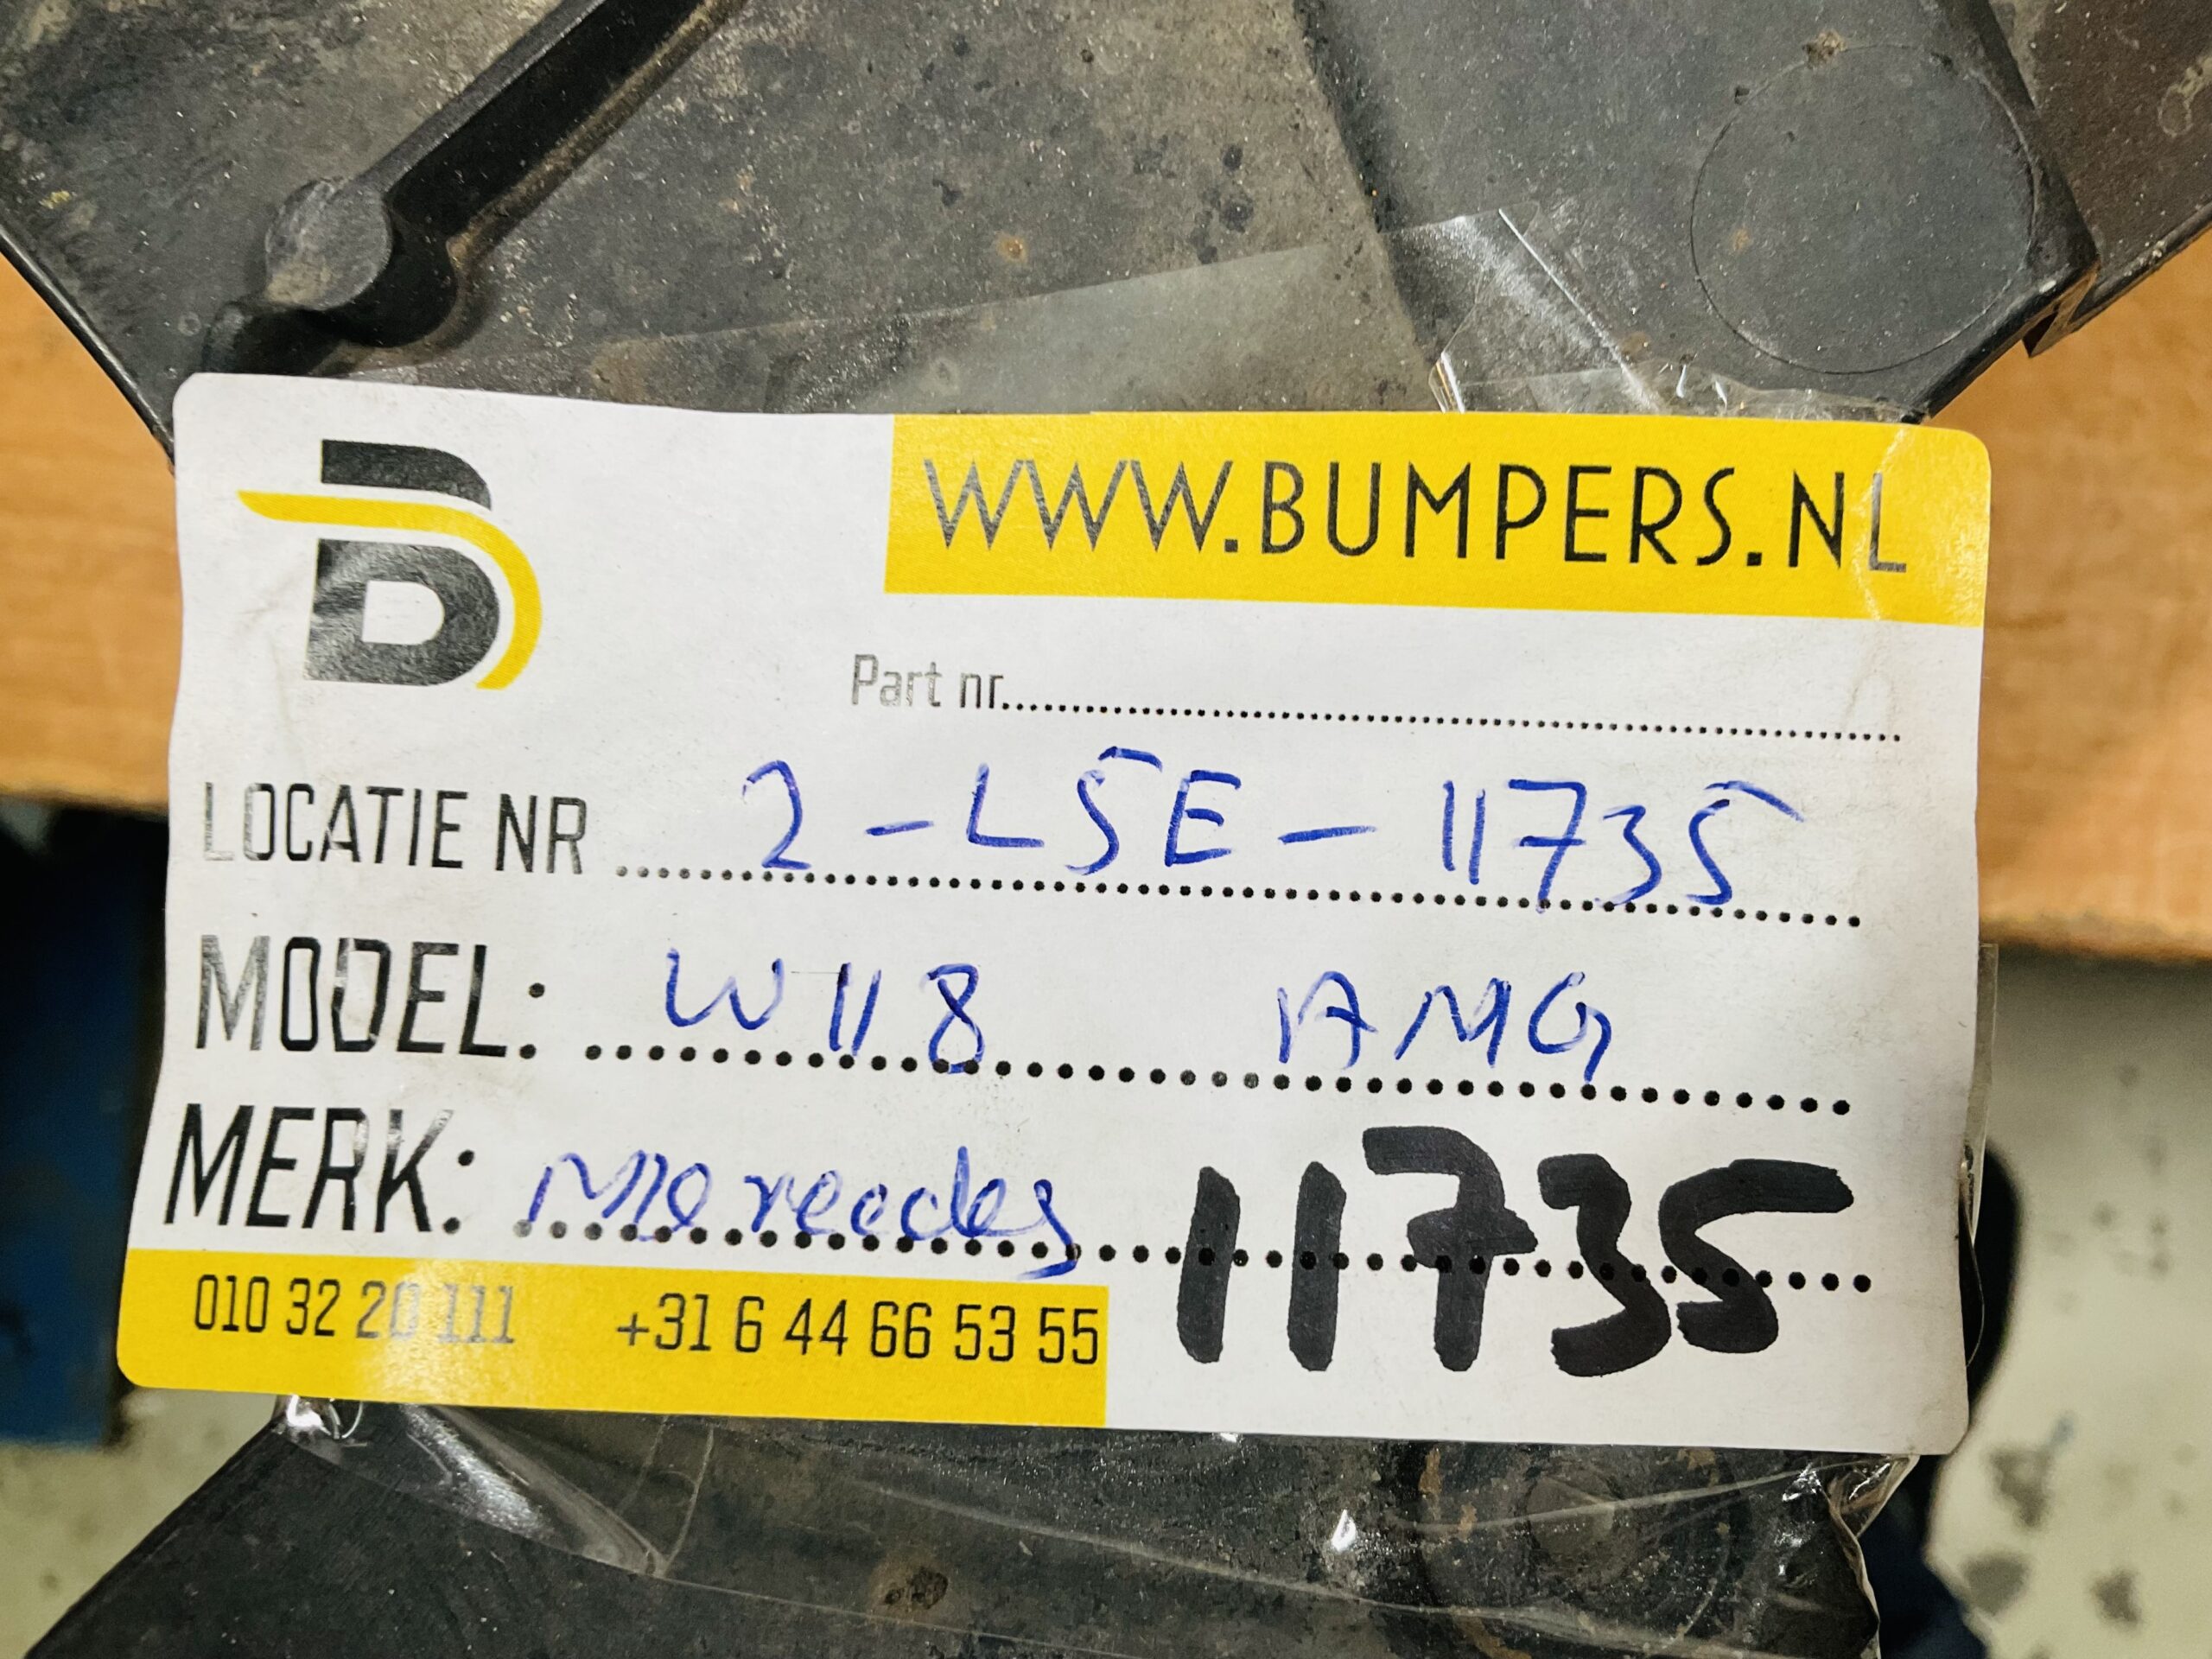 B
WWW.BUMPERS.NL
Part nr.
LOCATIE NR 2-L5E-11735
MODEL: W118 AMG
MERK: Mercedes 11735
010 32 20 111 +31 6 44 66 53 55